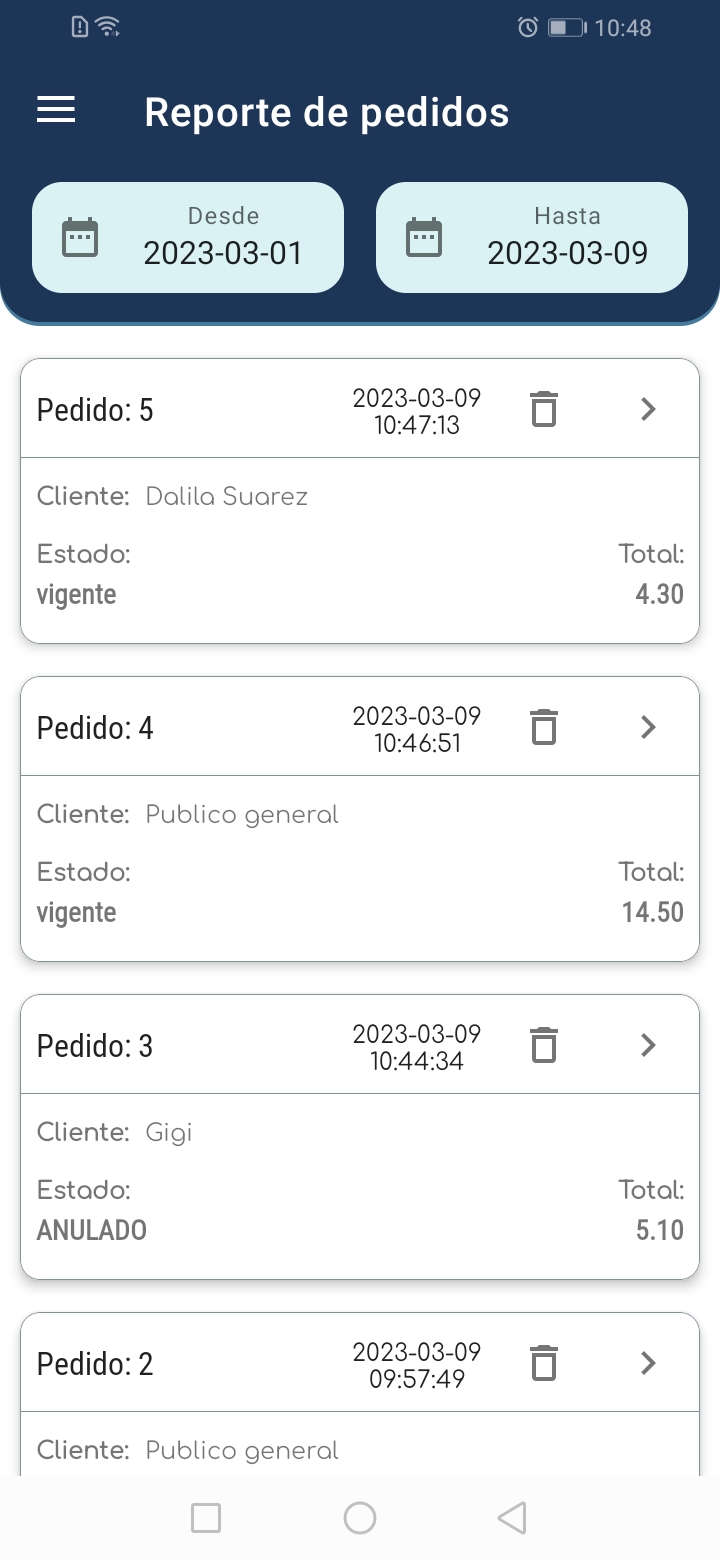 10:48
Reporte de pedidos
Desde
2023-03-01
Hasta
2023-03-09
Pedido: 5
2023-03-09
10:47:13
Cliente: Dalila Suarez
Estado:
Total:
vigente
4.30
Pedido: 4
2023-03-09
10:46:51
Cliente: Publico general
Estado:
Total:
vigente
14.50
Pedido: 3
2023-03-09
10:44:34
Cliente: Gigi
Estado:
Total:
ANULADO
5.10
Pedido: 2
2023-03-09
09:57:49
Cliente: Publico general